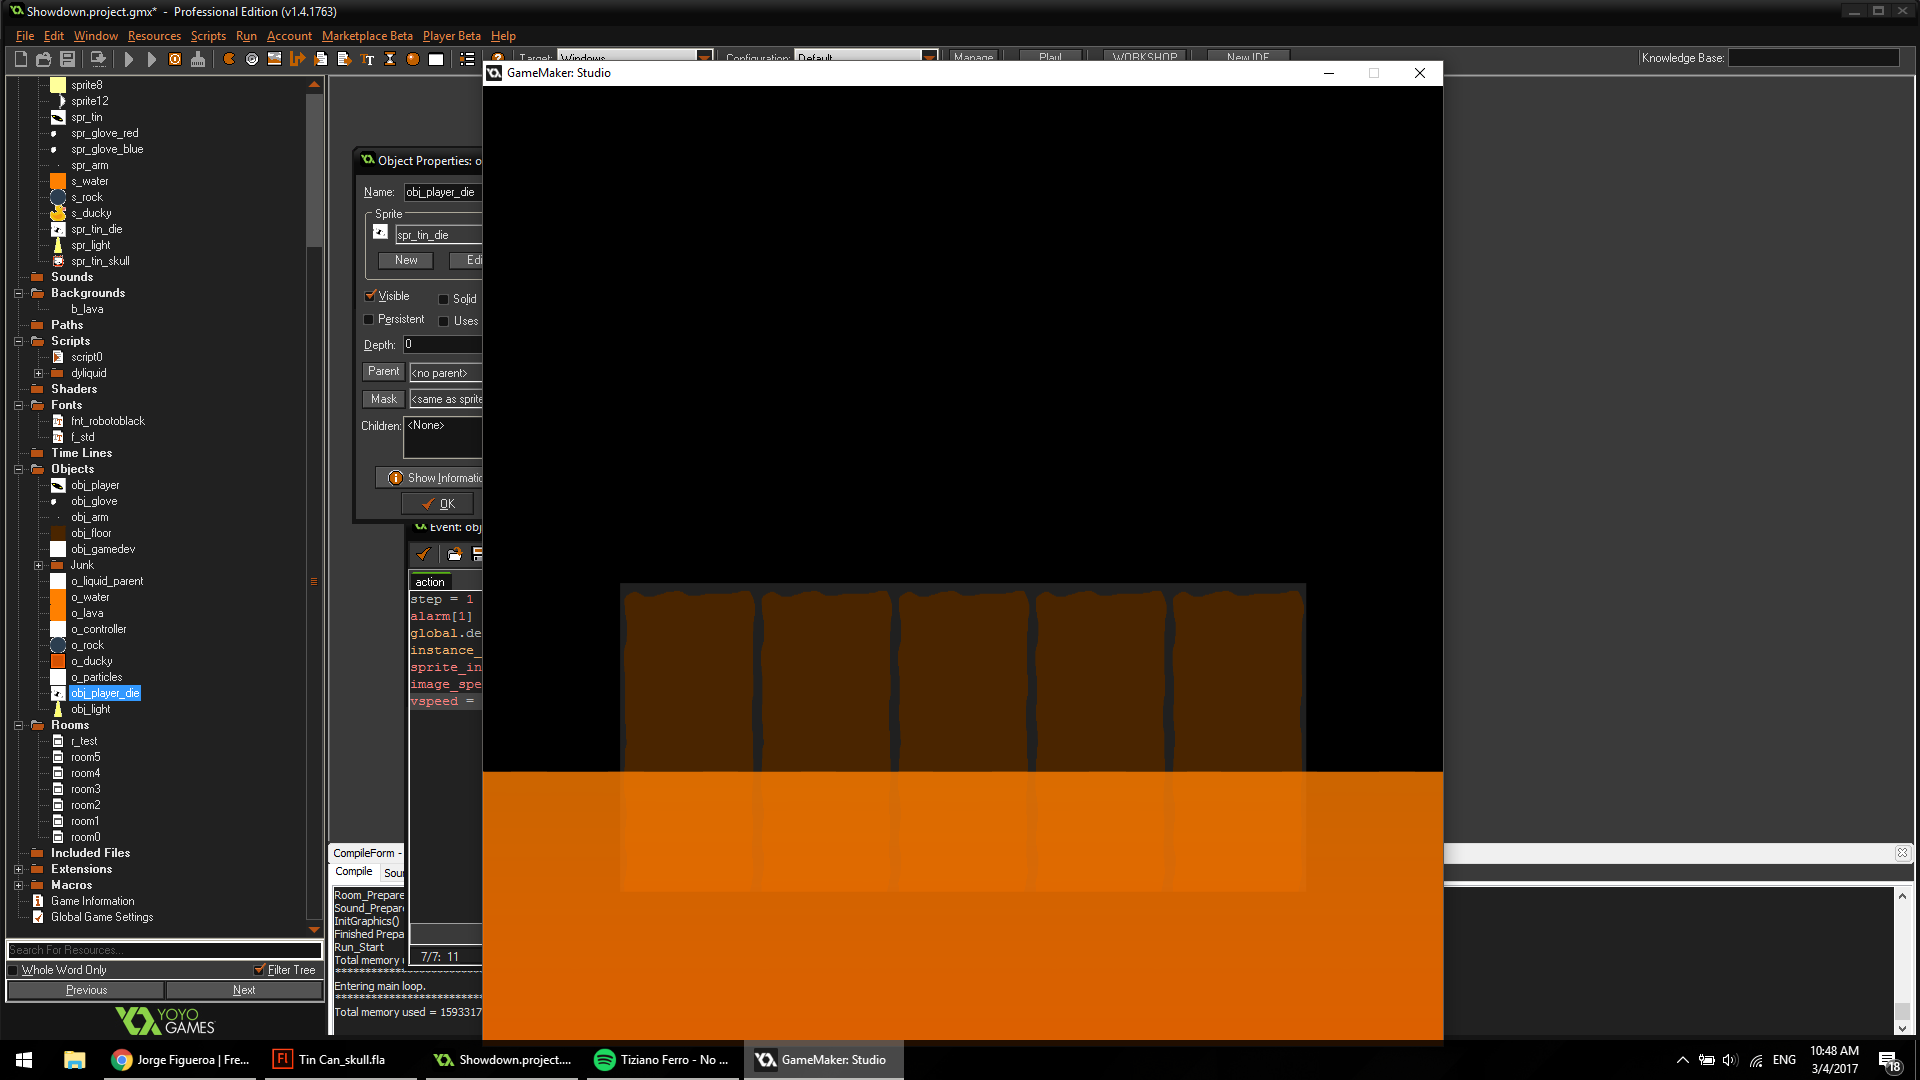 Showdown.project.gmx* - Professional Edition (v1.4.1763)
File Edit Window Resources Scripts Run Account Marketplace Beta Player Beta Help
Target: Windows Configuration: Default Manage Play! WORKSHOP New IDE Knowledge Base:
GameMaker: Studio
sprite8
sprite12
spr_tin
spr_glove_red
spr_glove_blue
spr_arm
s_water
s_rock
s_ducky
spr_tin_die
spr_light
spr_tin_skull
Sounds
Backgrounds
b_lava
Paths
Scripts
script0
dyliquid
Shaders
Fonts
fnt_robotoblack
f_std
Time Lines
Objects
obj_player
obj_glove
obj_arm
obj_floor
obj_gamedev
Junk
o_liquid_parent
o_water
o_lava
o_controller
o_rock
o_ducky
o_particles
obj_player_die
obj_light
Rooms
r_test
room5
room4
room3
room2
room1
room0
Included Files
Extensions
Macros
Game Information
Global Game Settings
Search For Resources...
Whole Word Only Filter Tree
Previous Next
YOYO
GAMES
Object Properties: o
Name: obj_player_die
Sprite
spr_tin_die
New Edi
Visible Solid
Persistent Uses
Depth: 0
Parent <no parent>
Mask <same as sprite
Children: <None>
Show Informatio
OK
Event: obj
action
step = 1
alarm[1]
global.de
instance_
sprite_in
image_spe
vspeed =
7/7: 11
CompileForm -
Compile Sour
Room_Prepare
Sound_Prepar
InitGraphics()
Finished Prepa
Run_Start
Total memory u
**************************
Entering main loop.
**************************
Total memory used = 1593317
Jorge Figueroa | Fre...
Tin Can_skull.fla
Showdown.project....
Tiziano Ferro - No ...
GameMaker: Studio
ENG
10:48 AM
3/4/2017
18